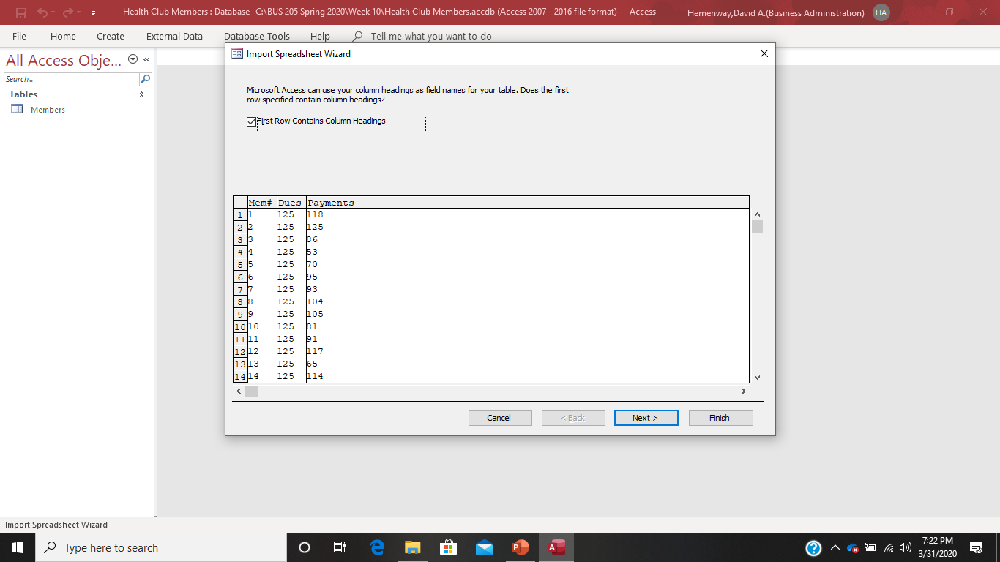 Health Club Members : Database- C:\BUS 205 Spring 2020\Week 10\Health Club Members.accdb (Access 2007 - 2016 file format) - Access
Hemenway,David A.(Business Administration) HA
File Home Create External Data Database Tools Help Tell me what you want to do
All Access Obje...
Search...
Tables
Members
Import Spreadsheet Wizard
Microsoft Access can use your column headings as field names for your table. Does the first
row specified contain column headings?
First Row Contains Column Headings
Mem# Dues Payments
1 1 125 118
2 2 125 125
3 3 125 86
4 4 125 53
5 5 125 70
6 6 125 95
7 7 125 93
8 8 125 104
9 9 125 105
10 10 125 81
11 11 125 91
12 12 125 117
13 13 125 65
14 14 125 114
Cancel < Back Next > Finish
Import Spreadsheet Wizard
Type here to search
7:22 PM
3/31/2020